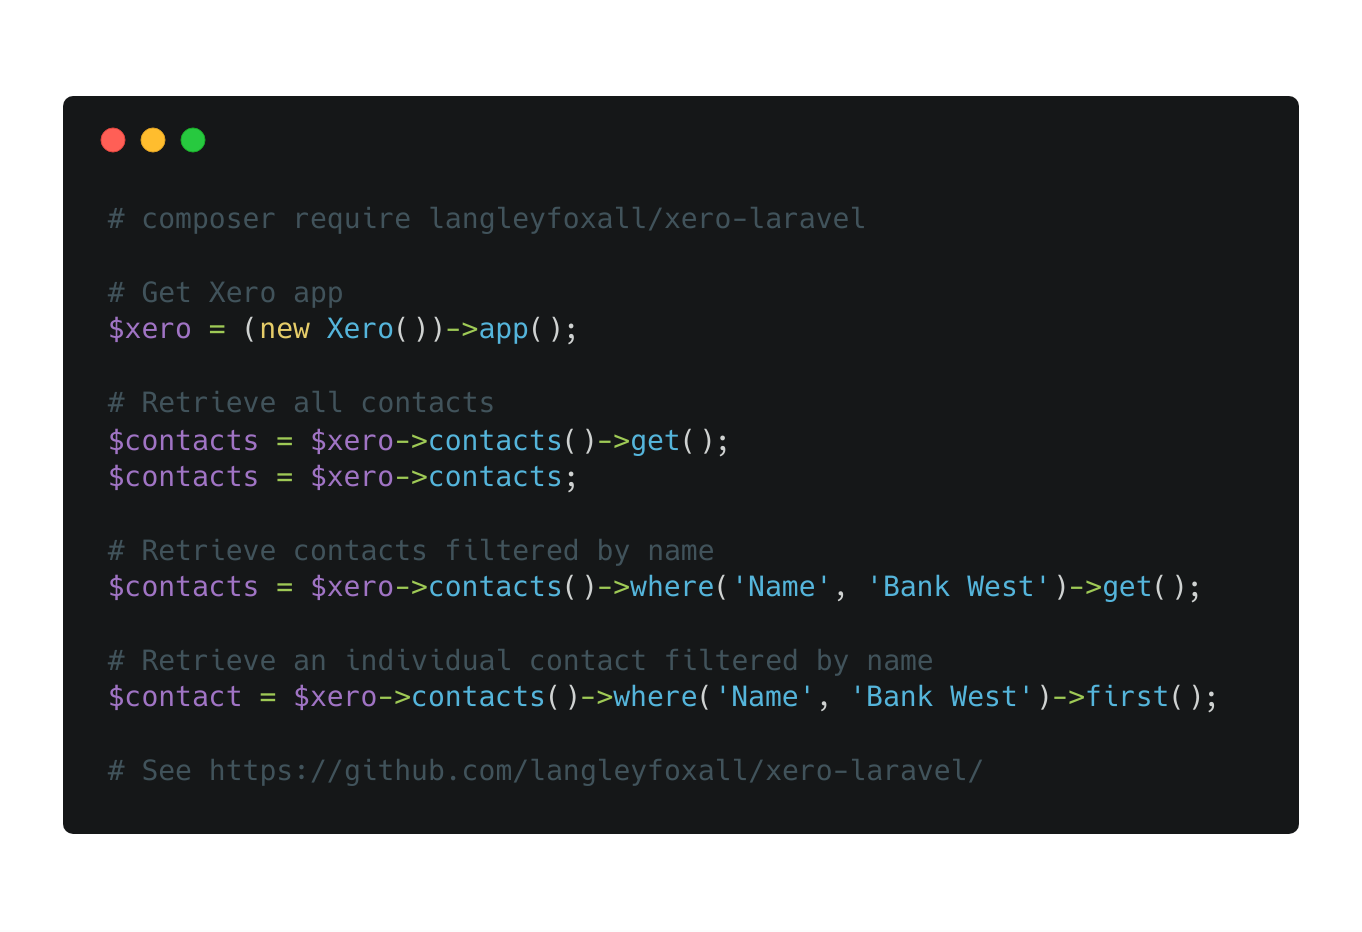 # composer require langleyfoxall/xero-laravel
# Get Xero app
$xero = (new Xero())->app();
# Retrieve all contacts
$contacts = $xero->contacts()->get();
$contacts = $xero->contacts;
# Retrieve contacts filtered by name
$contacts = $xero->contacts()->where('Name', 'Bank West')->get();
# Retrieve an individual contact filtered by name
$contact = $xero->contacts()->where('Name', 'Bank West')->first();
# See https://github.com/langleyfoxall/xero-laravel/